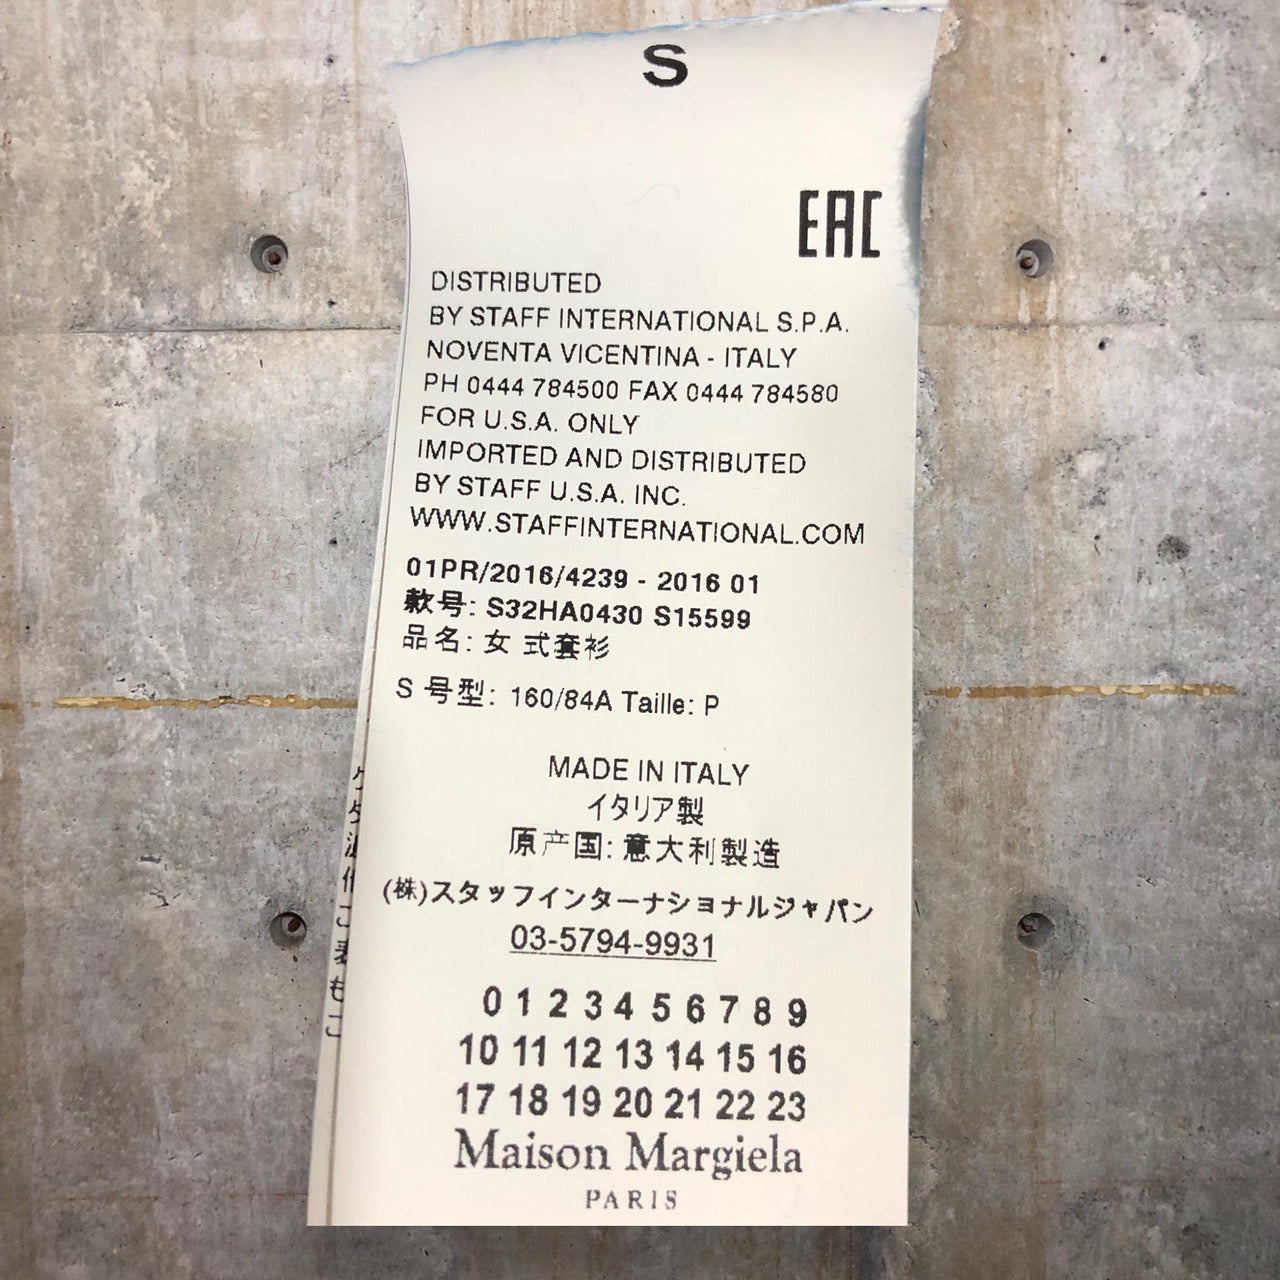 S
EAC
DISTRIBUTED
BY STAFF INTERNATIONAL S.P.A.
NOVENTA VICENTINA - ITALY
PH 0444 784500 FAX 0444 784580
FOR U.S.A. ONLY
IMPORTED AND DISTRIBUTED
BY STAFF U.S.A. INC.
WWW.STAFFINTERNATIONAL.COM
01PR/2016/4239 - 2016 01
款号: S32HA0430 S15599
品名: 女 式套衫
S 号型: 160/84A Taille: P
MADE IN ITALY
イタリア製
原产国: 意大利製造
(株)スタッフインターナショナルジャパン
03-5794-9931
0 1 2 3 4 5 6 7 8 9
10 11 12 13 14 15 16
17 18 19 20 21 22 23
Maison Margiela
PARIS